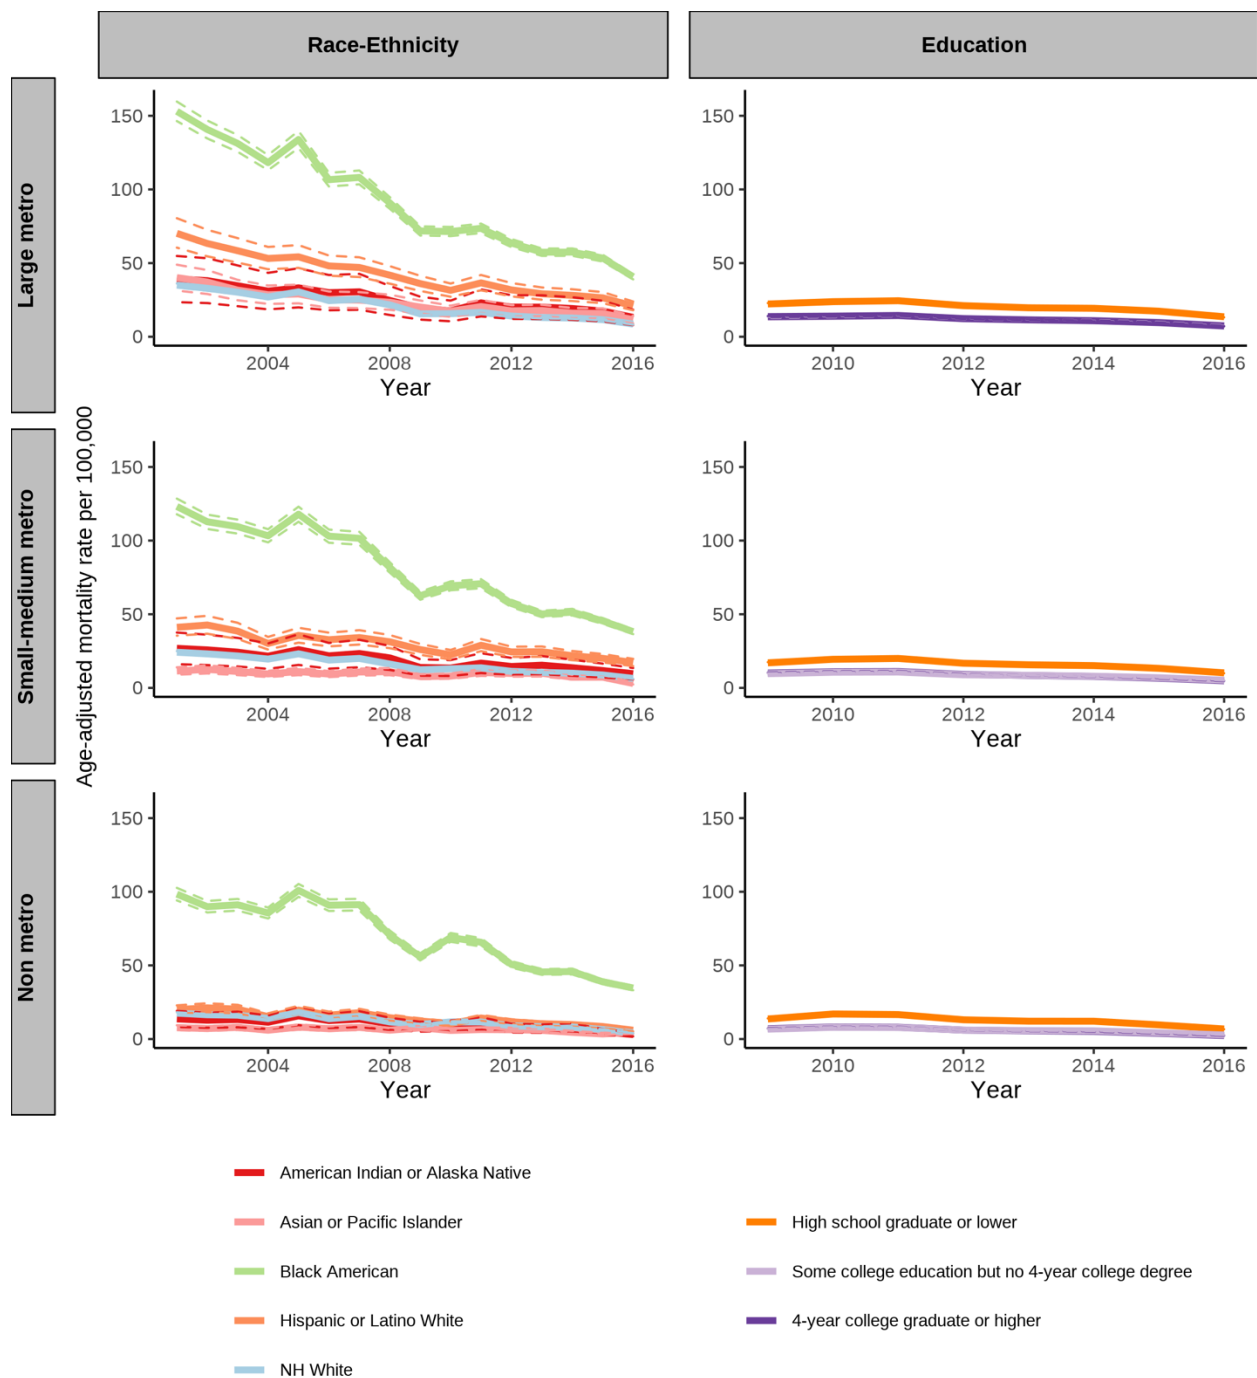 Race-Ethnicity
Education
Large metro
150
100
50
0
2004
2008
2012
2016
Year
150
100
50
0
2010
2012
2014
2016
Year
Age-adjusted mortality rate per 100,000
Small-medium metro
150
100
50
0
2004
2008
2012
2016
Year
150
100
50
0
2010
2012
2014
2016
Year
Non metro
150
100
50
0
2004
2008
2012
2016
Year
150
100
50
0
2010
2012
2014
2016
Year
American Indian or Alaska Native
Asian or Pacific Islander
Black American
Hispanic or Latino White
NH White
High school graduate or lower
Some college education but no 4-year college degree
4-year college graduate or higher